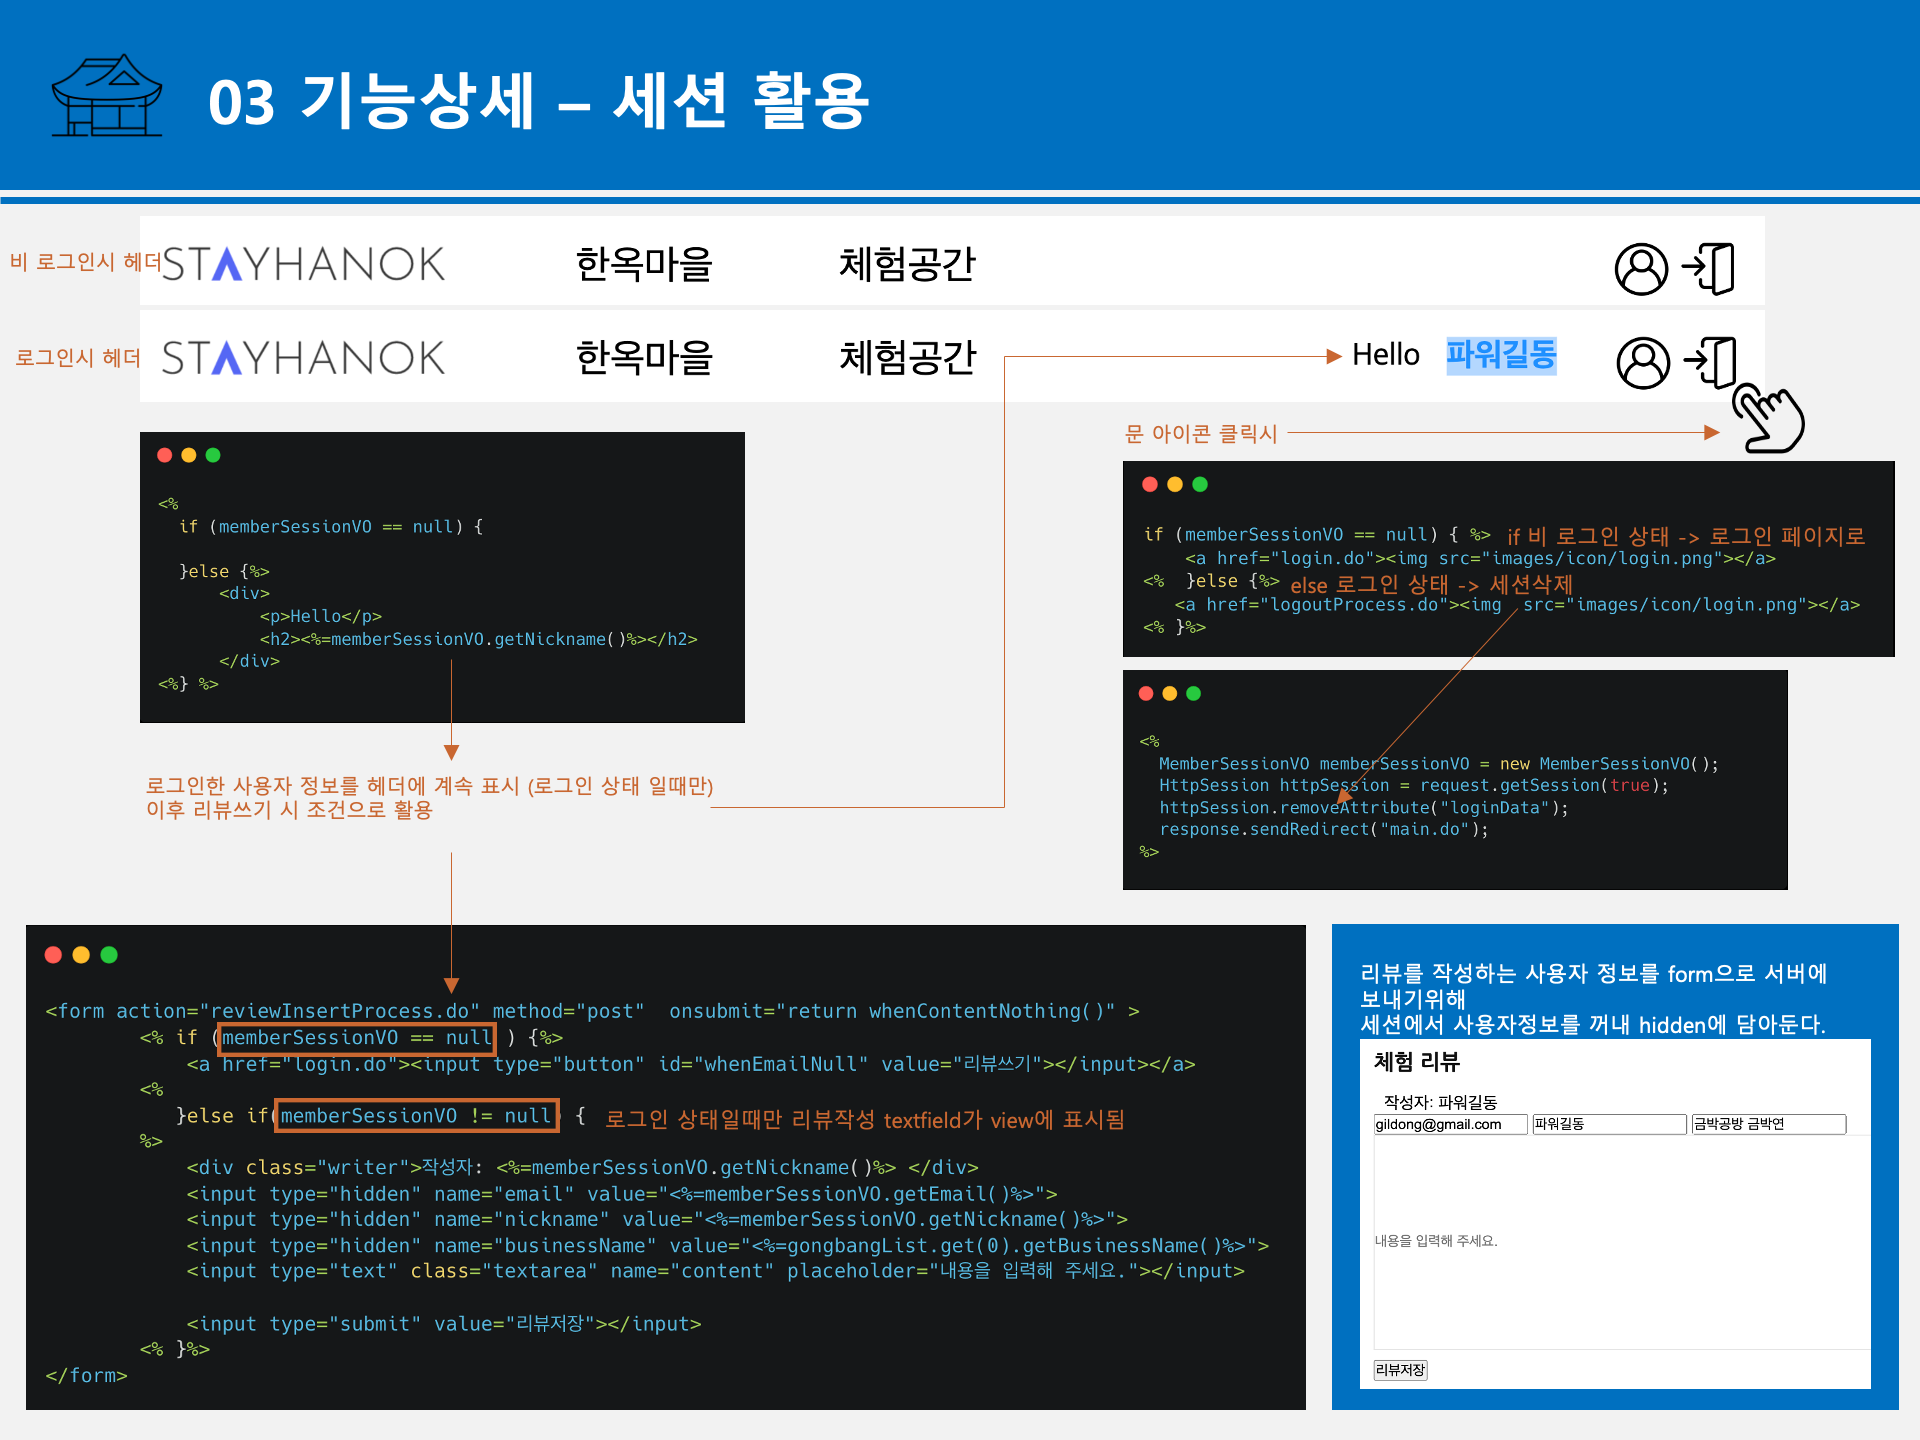 03 기능상세 – 세션 활용
비 로그인시 헤더
STAYHANOK 한옥마을 체험공간
로그인시 헤더
STAYHANOK 한옥마을 체험공간 Hello 파워길동
문 아이콘 클릭시
<%
if (memberSessionVO == null) {
}else {%>
<div>
<p>Hello</p>
<h2><%=memberSessionVO.getNickname()%></h2>
</div>
<%} %>
if (memberSessionVO == null) { %> if 비 로그인 상태 -> 로그인 페이지로
<a href="login.do"><img src="images/icon/login.png"></a>
<% }else {%> else 로그인 상태 -> 세션삭제
<a href="logoutProcess.do"><img src="images/icon/login.png"></a>
<% }%>
<%
MemberSessionVO memberSessionVO = new MemberSessionVO();
HttpSession httpSession = request.getSession(true);
httpSession.removeAttribute("loginData");
response.sendRedirect("main.do");
%>
로그인한 사용자 정보를 헤더에 계속 표시 (로그인 상태 일때만)
이후 리뷰쓰기 시 조건으로 활용
<form action="reviewInsertProcess.do" method="post" onsubmit="return whenContentNothing()" >
<% if (memberSessionVO == null ) {%>
<a href="login.do"><input type="button" id="whenEmailNull" value="리뷰쓰기"></input></a>
<%
}else if(memberSessionVO != null) { 로그인 상태일때만 리뷰작성 textfield가 view에 표시됨
%>
<div class="writer">작성자: <%=memberSessionVO.getNickname()%> </div>
<input type="hidden" name="email" value="<%=memberSessionVO.getEmail()%>">
<input type="hidden" name="nickname" value="<%=memberSessionVO.getNickname()%>">
<input type="hidden" name="businessName" value="<%=gongbangList.get(0).getBusinessName()%>">
<input type="text" class="textarea" name="content" placeholder="내용을 입력해 주세요."></input>
<input type="submit" value="리뷰저장"></input>
<% }%>
</form>
리뷰를 작성하는 사용자 정보를 form으로 서버에
보내기위해
세션에서 사용자정보를 꺼내 hidden에 담아둔다.
체험 리뷰
작성자: 파워길동
gildong@gmail.com 파워길동 금박공방 금박연
내용을 입력해 주세요.
리뷰저장